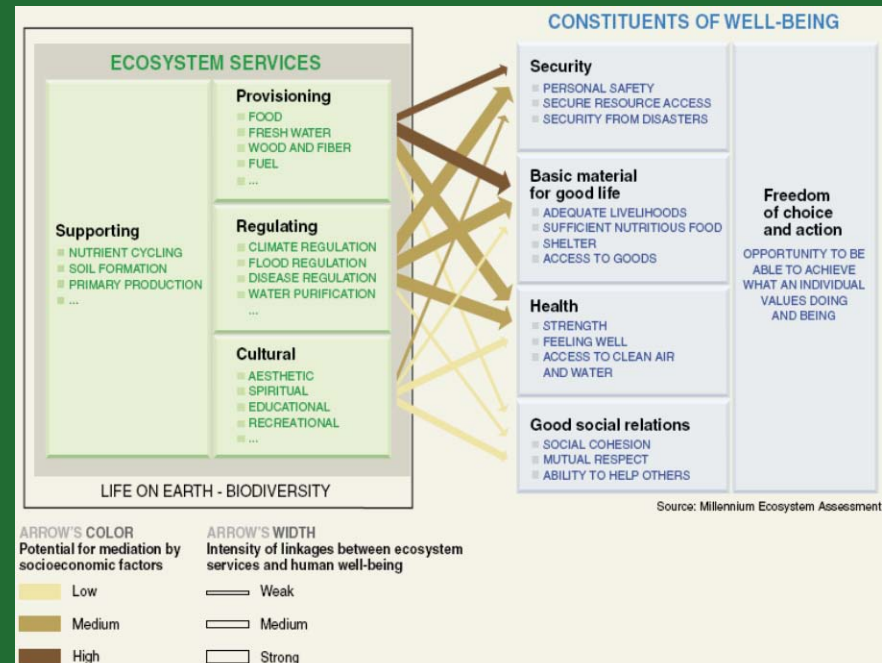 CONSTITUENTS OF WELL-BEING
ECOSYSTEM SERVICES
Supporting
NUTRIENT CYCLING
SOIL FORMATION
PRIMARY PRODUCTION
...
Provisioning
FOOD
FRESH WATER
WOOD AND FIBER
FUEL
...
Regulating
CLIMATE REGULATION
FLOOD REGULATION
DISEASE REGULATION
WATER PURIFICATION
...
Cultural
AESTHETIC
SPIRITUAL
EDUCATIONAL
RECREATIONAL
...
LIFE ON EARTH - BIODIVERSITY
Security
PERSONAL SAFETY
SECURE RESOURCE ACCESS
SECURITY FROM DISASTERS
Basic material
for good life
ADEQUATE LIVELIHOODS
SUFFICIENT NUTRITIOUS FOOD
SHELTER
ACCESS TO GOODS
Health
STRENGTH
FEELING WELL
ACCESS TO CLEAN AIR
AND WATER
Good social relations
SOCIAL COHESION
MUTUAL RESPECT
ABILITY TO HELP OTHERS
Freedom
of choice
and action
OPPORTUNITY TO BE
ABLE TO ACHIEVE
WHAT AN INDIVIDUAL
VALUES DOING
AND BEING
Source: Millennium Ecosystem Assessment
ARROW'S COLOR
Potential for mediation by
socioeconomic factors
Low
Medium
High
ARROW'S WIDTH
Intensity of linkages between ecosystem
services and human well-being
Weak
Medium
Strong